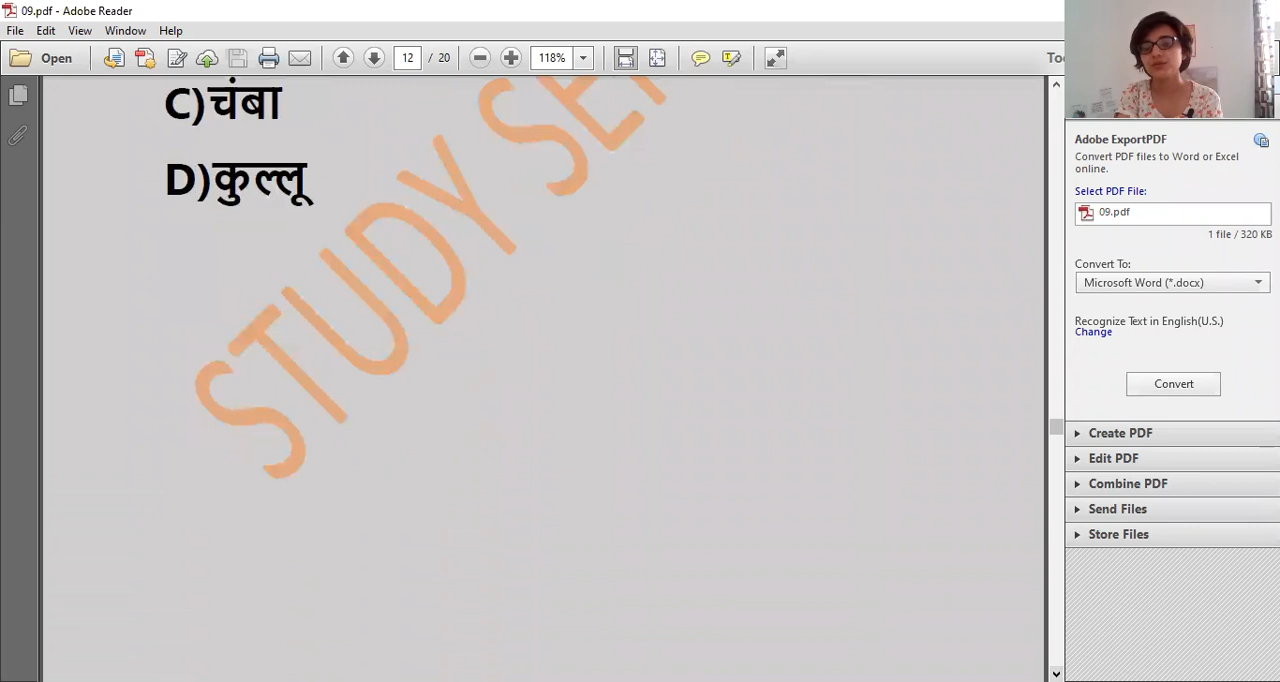 09.pdf - Adobe Reader
File Edit View Window Help
Open 12 / 20 118%
C)चंबा
D)कुल्लू
STUDY SE
Adobe ExportPDF
Convert PDF files to Word or Excel
online.
Select PDF File:
09.pdf
1 file / 320 KB
Convert To:
Microsoft Word (*.docx)
Recognize Text in English(U.S.)
Change
Convert
Create PDF
Edit PDF
Combine PDF
Send Files
Store Files